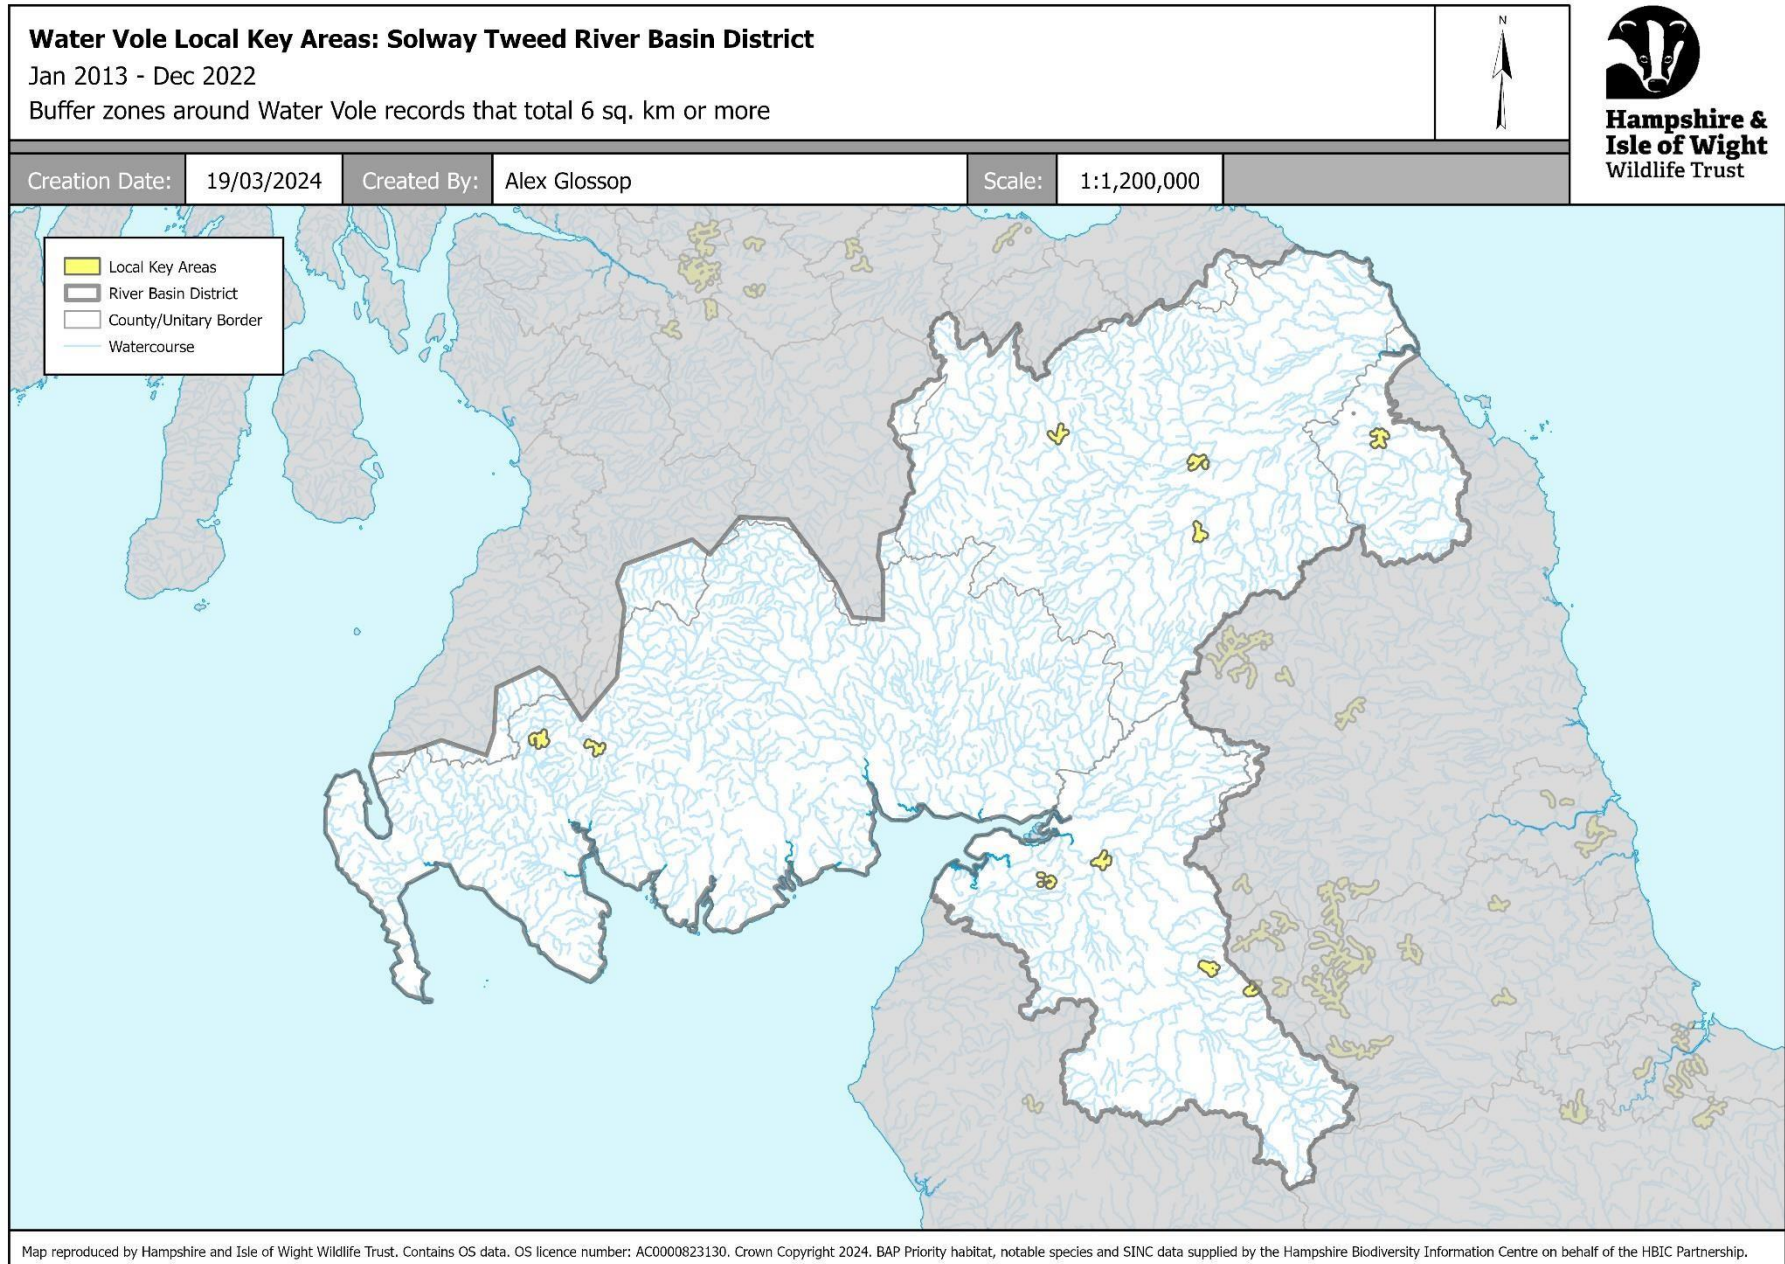 Water Vole Local Key Areas: Solway Tweed River Basin District
Jan 2013 - Dec 2022
Buffer zones around Water Vole records that total 6 sq. km or more
N
Hampshire &
Isle of Wight
Wildlife Trust
Creation Date: 19/03/2024 Created By: Alex Glossop Scale: 1:1,200,000
Local Key Areas
River Basin District
County/Unitary Border
Watercourse
Map reproduced by Hampshire and Isle of Wight Wildlife Trust. Contains OS data. OS licence number: AC0000823130. Crown Copyright 2024. BAP Priority habitat, notable species and SINC data supplied by the Hampshire Biodiversity Information Centre on behalf of the HBIC Partnership.